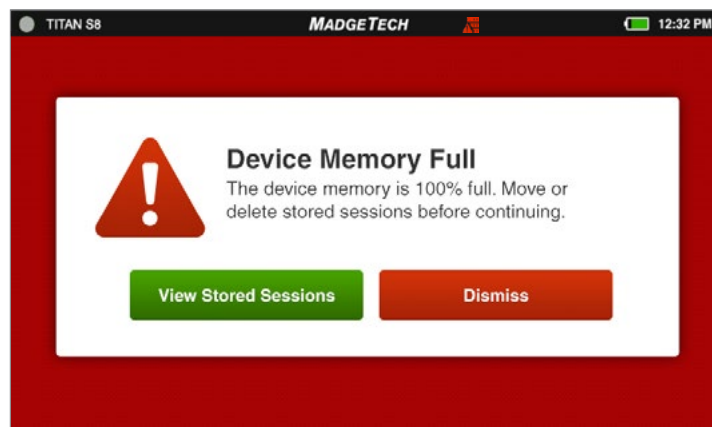 TITAN S8 MADGETECH 12:32 PM
Device Memory Full
The device memory is 100% full. Move or
delete stored sessions before continuing.
View Stored Sessions Dismiss